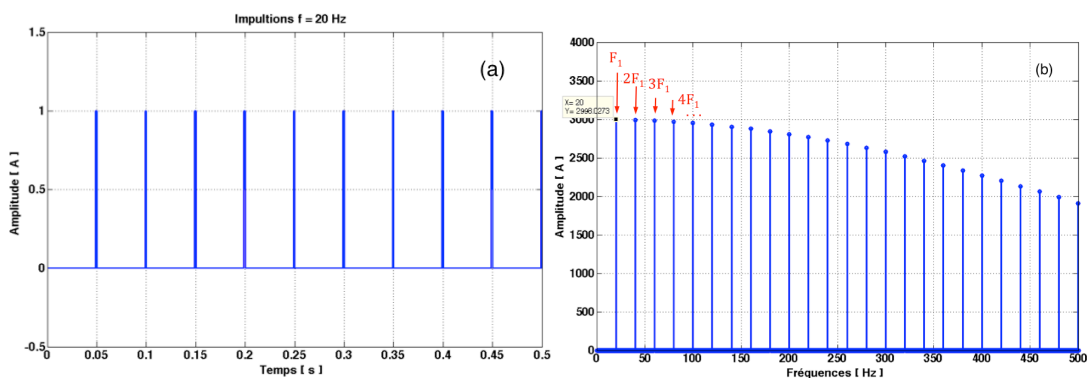 Impultions f = 20 Hz
(a)
Amplitude [ A ]
1.5
1
0.5
0
-0.5
0 0.05 0.1 0.15 0.2 0.25 0.3 0.35 0.4 0.45 0.5
Temps [ s ]
(b)
F1
2F1
3F1
4F1
...
X= 20
Y= 2998.0273
Amplitude [ A ]
4000
3500
3000
2500
2000
1500
1000
500
0
0 50 100 150 200 250 300 350 400 450 500
Fréquences [ Hz ]